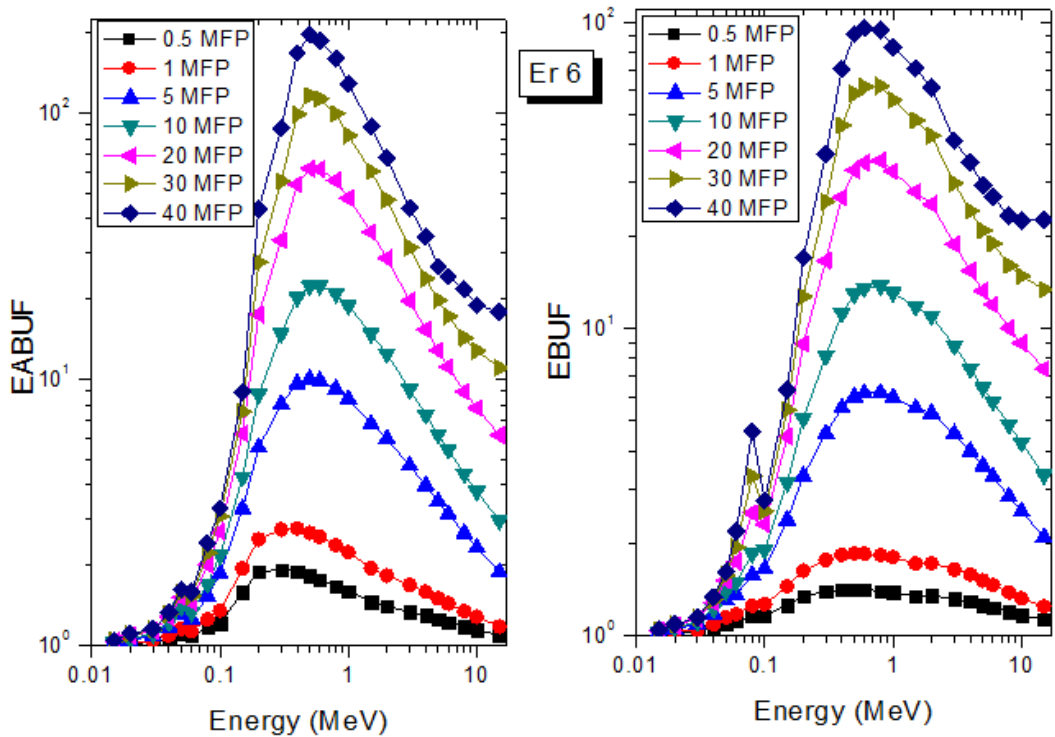 0.5 MFP
1 MFP
5 MFP
10 MFP
20 MFP
30 MFP
40 MFP
10²
10¹
10⁰
EABUF
0.01 0.1 1 10
Energy (MeV)
Er 6
0.5 MFP
1 MFP
5 MFP
10 MFP
20 MFP
30 MFP
40 MFP
10²
10¹
10⁰
EBUF
0.01 0.1 1 10
Energy (MeV)